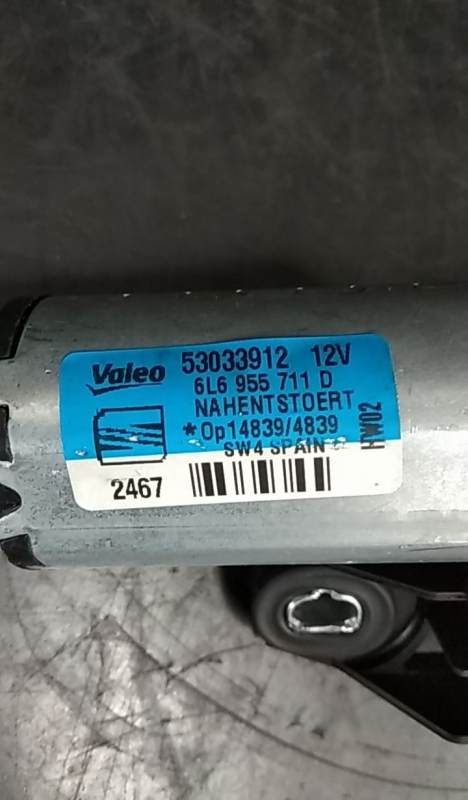 Valeo 53033912 12V
6L6 955 711 D
NAHENTSTOERT
*Op14839/4839
SW4 SPAIN
2467
HW02